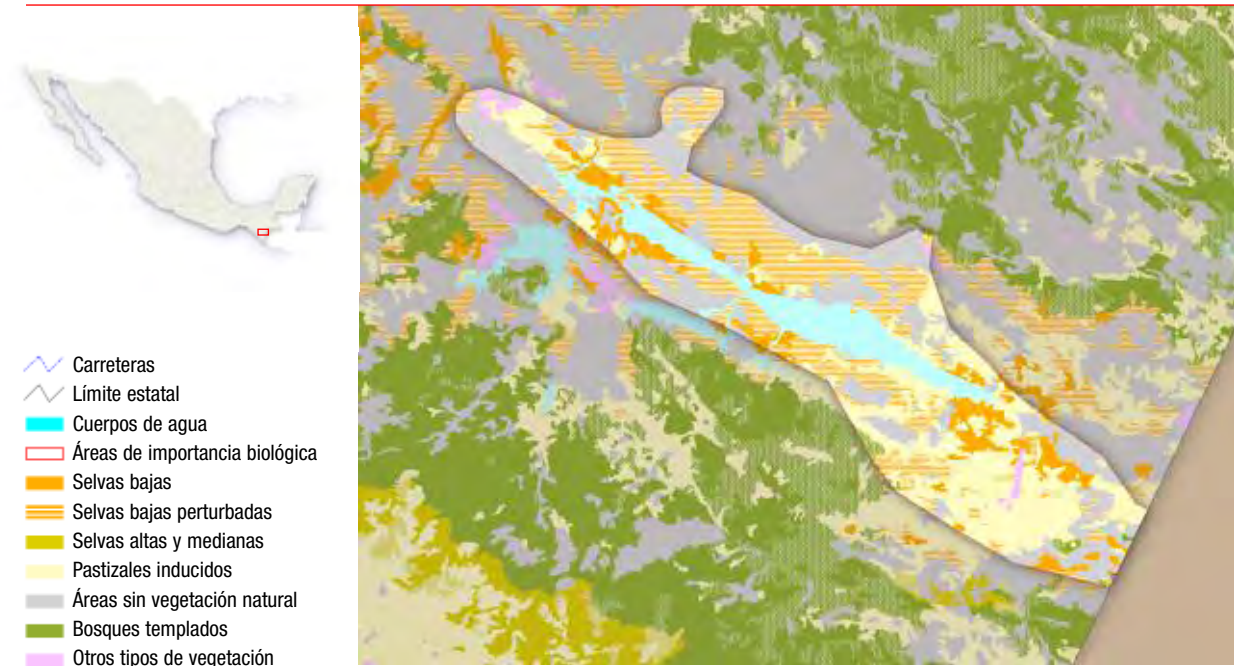 Carreteras
Límite estatal
Cuerpos de agua
Áreas de importancia biológica
Selvas bajas
Selvas bajas perturbadas
Selvas altas y medianas
Pastizales inducidos
Áreas sin vegetación natural
Bosques templados
Otros tipos de vegetación